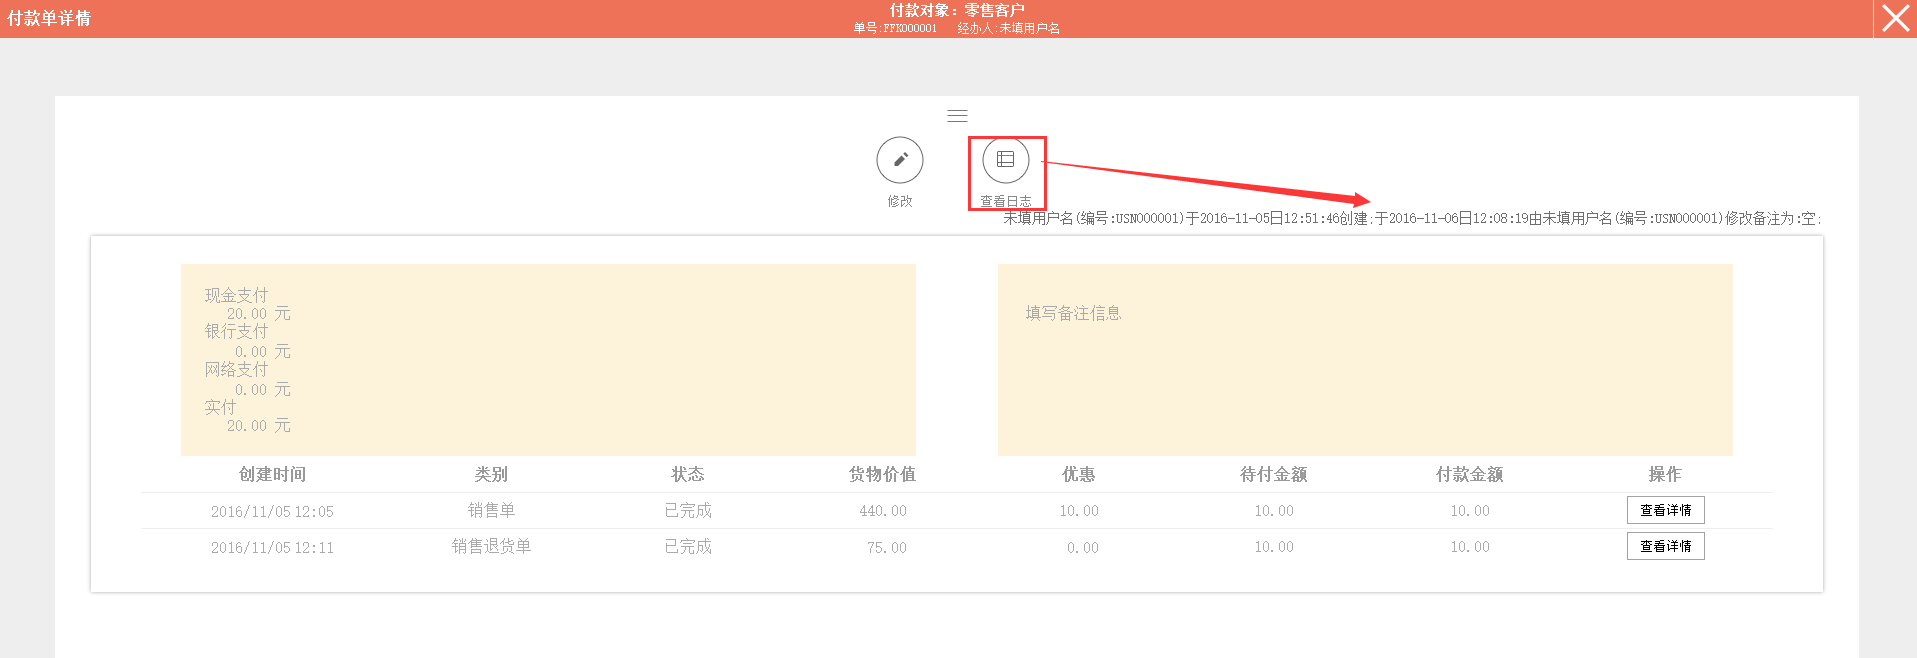 付款单详情
付款对象：零售客户
单号:FFK000001 经办人:未填用户名
修改 查看日志
未填用户名(编号:USN000001)于2016-11-05日12:51:46创建;于2016-11-06日12:08:19由未填用户名(编号:USN000001)修改备注为:空;
现金支付
20.00 元
银行支付
0.00 元
网络支付
0.00 元
实付
20.00 元
填写备注信息
创建时间 类别 状态 货物价值 优惠 待付金额 付款金额 操作
2016/11/05 12:05 销售单 已完成 440.00 10.00 10.00 10.00 查看详情
2016/11/05 12:11 销售退货单 已完成 75.00 0.00 10.00 10.00 查看详情